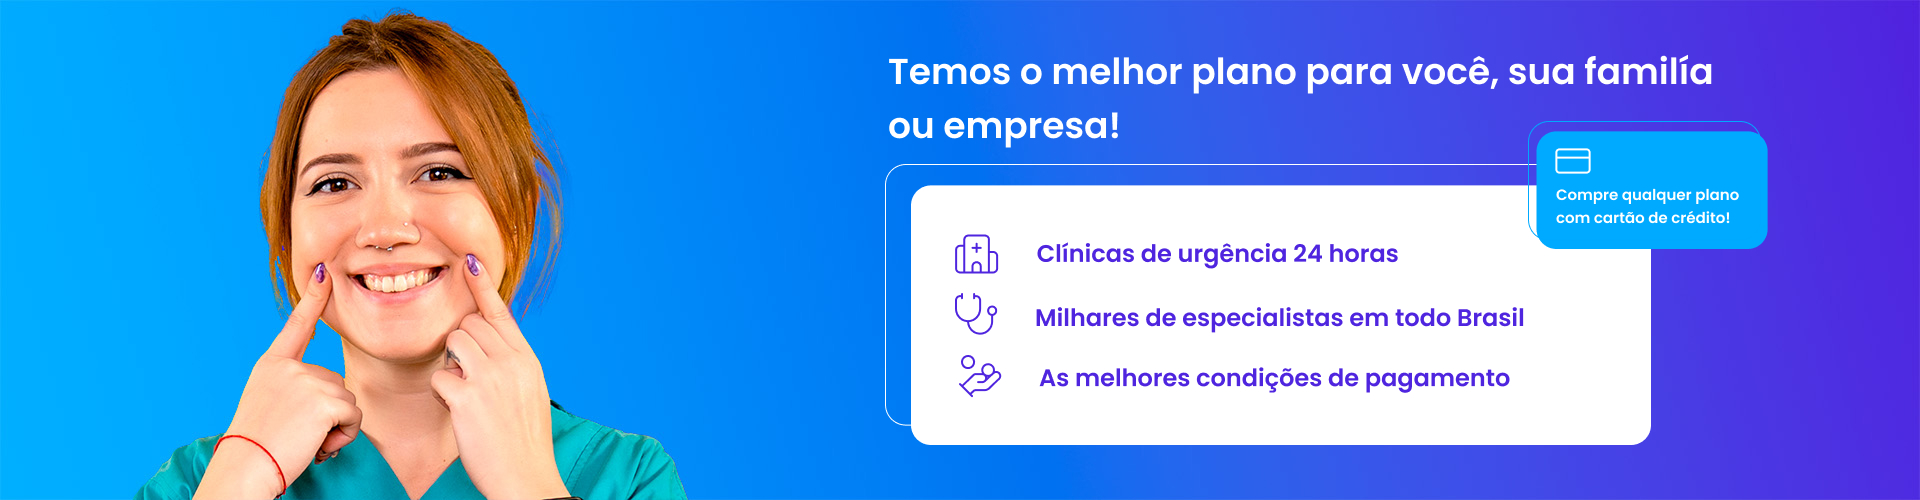 Temos o melhor plano para você, sua familía
ou empresa!
Compre qualquer plano
com cartão de crédito!
Clínicas de urgência 24 horas
Milhares de especialistas em todo Brasil
As melhores condições de pagamento